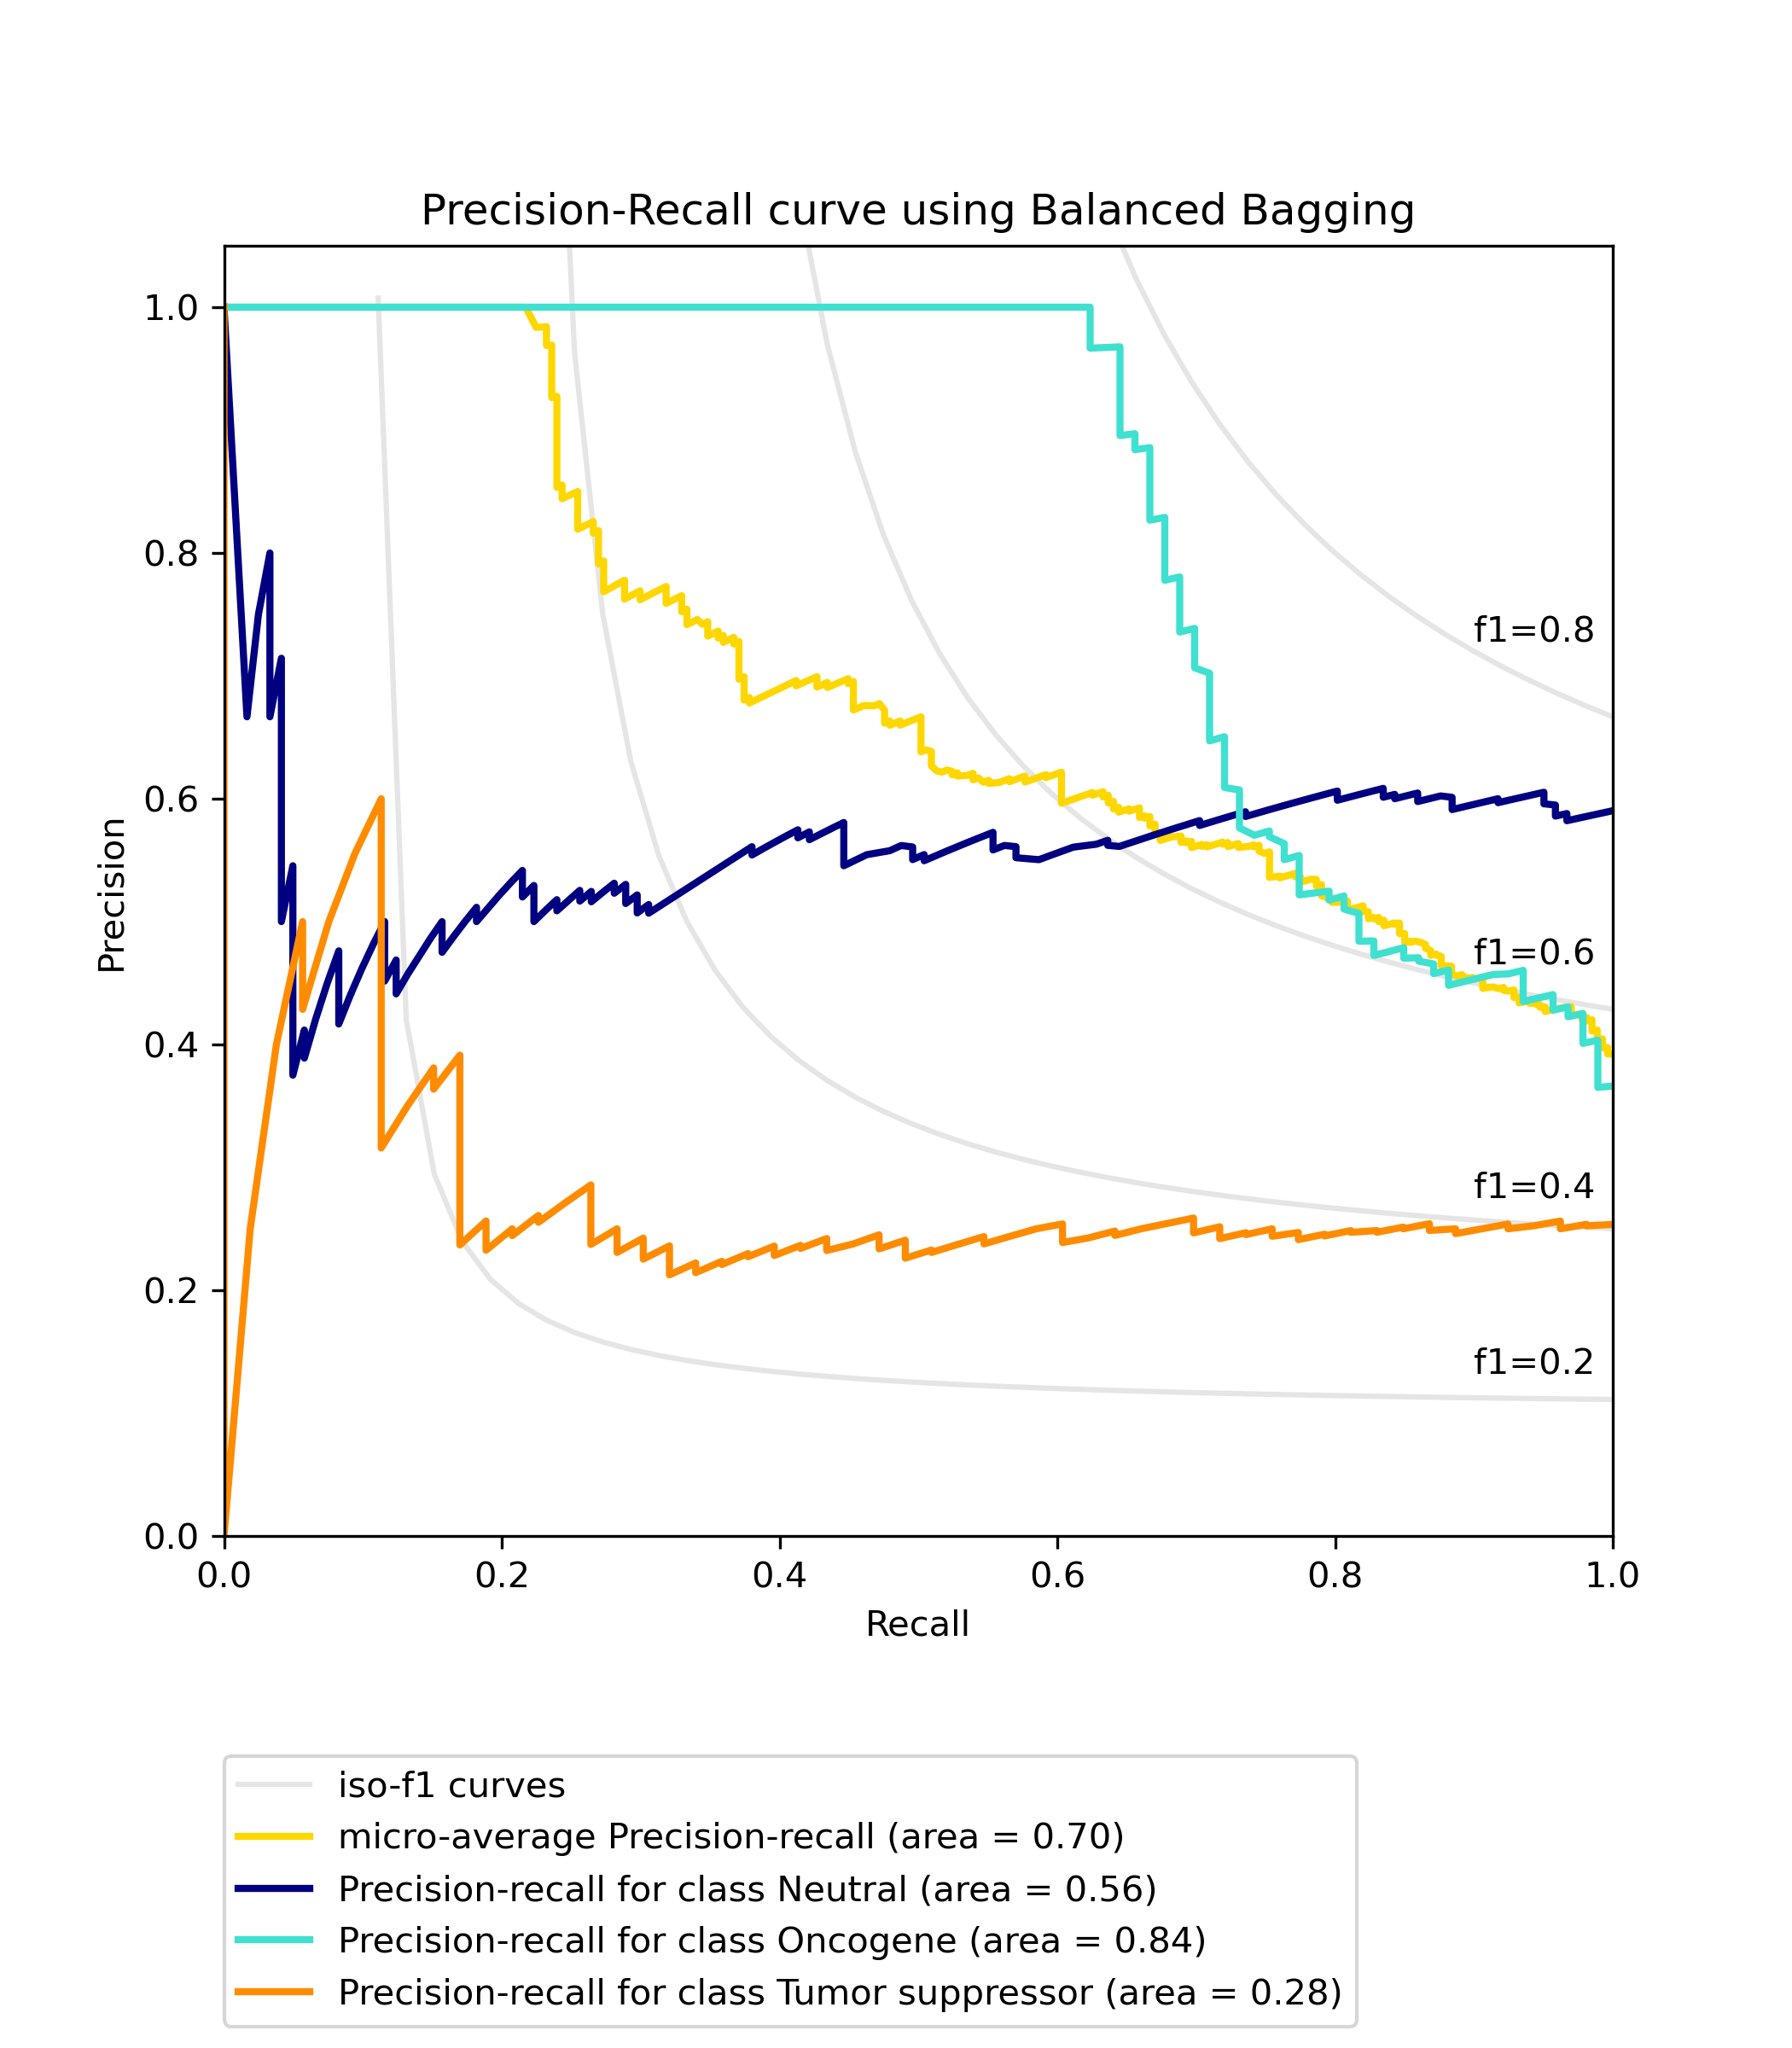 Precision-Recall curve using Balanced Bagging
1.0
0.8
0.6
0.4
0.2
0.0
Precision
f1=0.8
f1=0.6
f1=0.4
f1=0.2
0.0 0.2 0.4 0.6 0.8 1.0
Recall
iso-f1 curves
micro-average Precision-recall (area = 0.70)
Precision-recall for class Neutral (area = 0.56)
Precision-recall for class Oncogene (area = 0.84)
Precision-recall for class Tumor suppressor (area = 0.28)